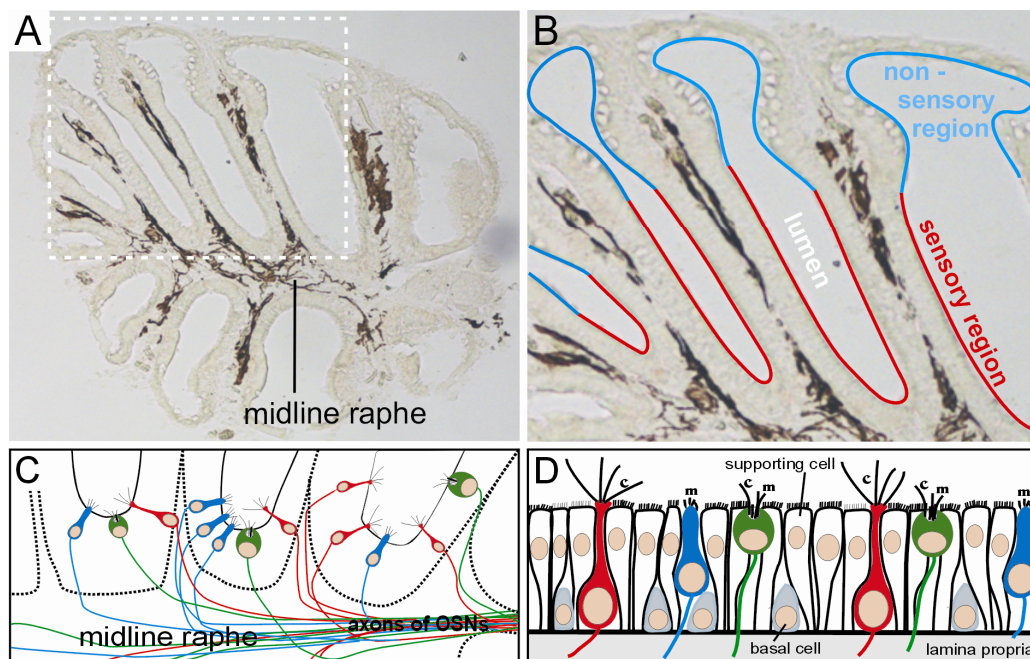 A
midline raphe
B
non -
sensory
region
lumen
sensory region
C
midline raphe
axons of OSNs
D
supporting cell
c
m
c
m
c
c
m
m
basal cell
lamina propria